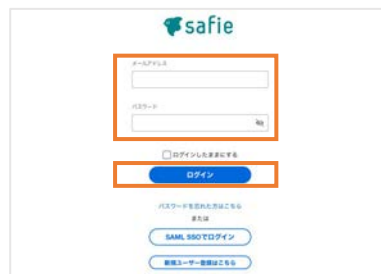 safie
メールアドレス
パスワード
ログインしたままにする
ログイン
パスワードを忘れた方はこちら
または
SAML SSOでログイン
新規ユーザー登録はこちら